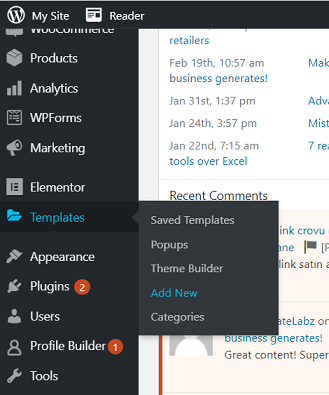 My Site Reader
WooCommerce
Products
Analytics
WPForms
Marketing
Elementor
Templates
Appearance
Plugins 2
Users
Profile Builder 1
Tools
Saved Templates
Popups
Theme Builder
Add New
Categories
retailers
Feb 19th, 10:57 am Mak
business generates!
Jan 31st, 1:37 pm Adva
Jan 24th, 3:57 pm Mist
Jan 22nd, 7:15 am 7 rea
tools over Excel
Recent Comments
ink crovu
ane [P
link satın a
ateLabz on
business generates!
Great content! Super